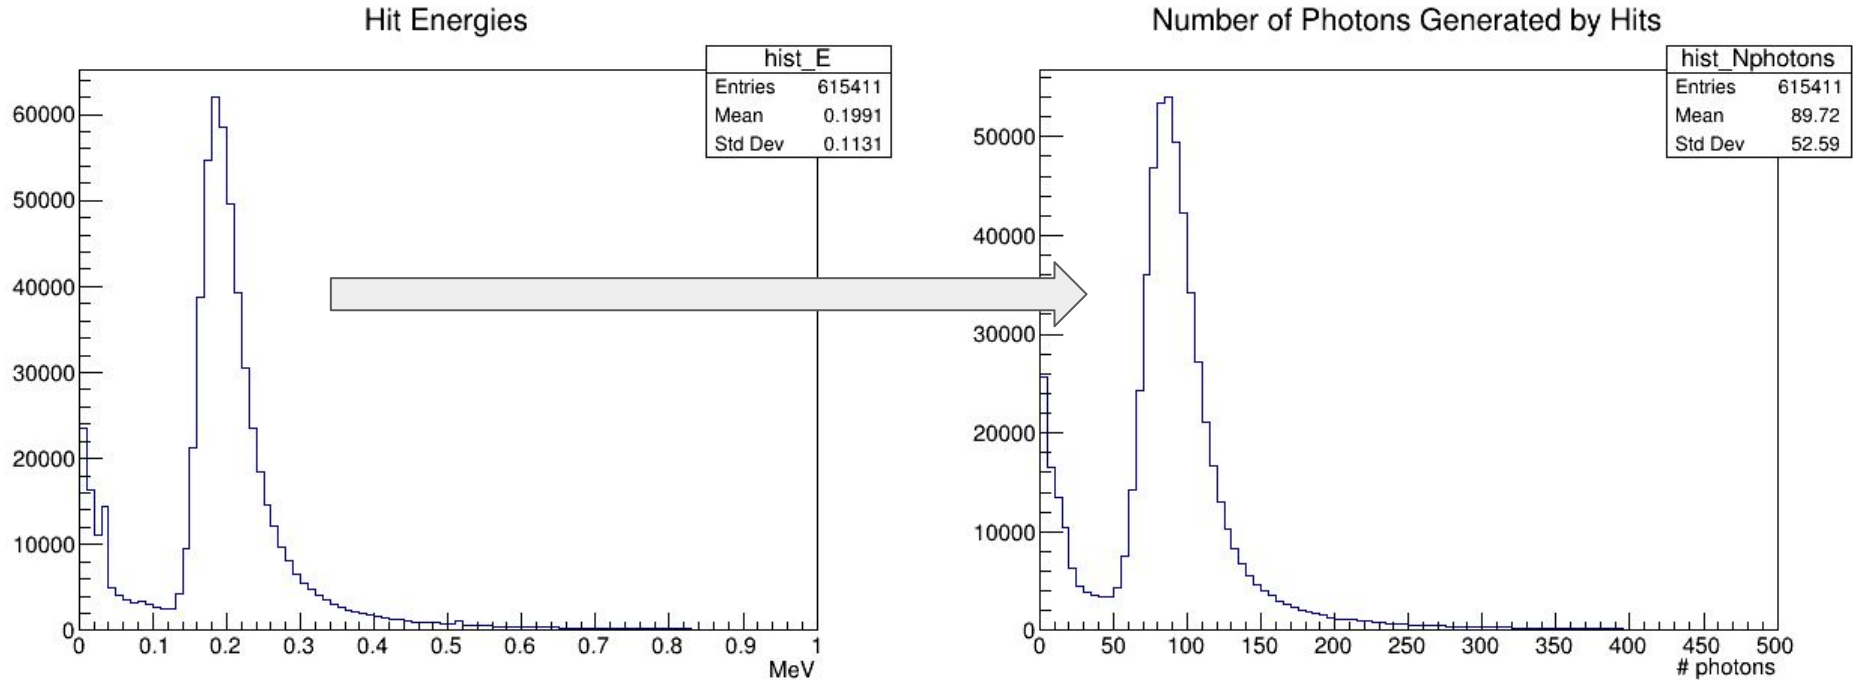 Hit Energies
hist_E
Entries 615411
Mean 0.1991
Std Dev 0.1131
60000
50000
40000
30000
20000
10000
0
0 0.1 0.2 0.3 0.4 0.5 0.6 0.7 0.8 0.9 1
MeV
Number of Photons Generated by Hits
hist_Nphotons
Entries 615411
Mean 89.72
Std Dev 52.59
50000
40000
30000
20000
10000
0
0 50 100 150 200 250 300 350 400 450 500
# photons